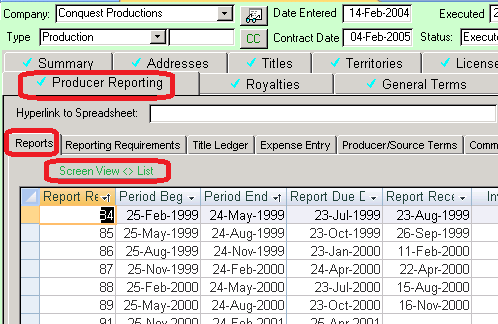 Company: Conquest Productions Date Entered 14-Feb-2004 Executed
Type Production CC Contract Date 04-Feb-2005 Status: Execute
Summary Addresses Titles Territories License
Producer Reporting Royalties General Terms
Hyperlink to Spreadsheet:
Reports Reporting Requirements Title Ledger Expense Entry Producer/Source Terms Comm
Screen View <> List
Report Re Period Beg Period End Report Due D Report Rece Inv
84 25-Feb-1999 24-May-1999 23-Jul-1999 23-Aug-1999
85 25-May-1999 24-Aug-1999 23-Oct-1999 26-Sep-1999
86 25-Aug-1999 24-Nov-1999 23-Jan-2000 11-Feb-2000
87 25-Nov-1999 24-Feb-2000 24-Apr-2000 22-Apr-2000
88 25-Feb-2000 24-May-2000 23-Jul-2000 15-Aug-2000
89 25-May-2000 24-Aug-2000 23-Oct-2000 16-Nov-2000
91 25-Nov-2000 24-Feb-2001 25-Apr-2001